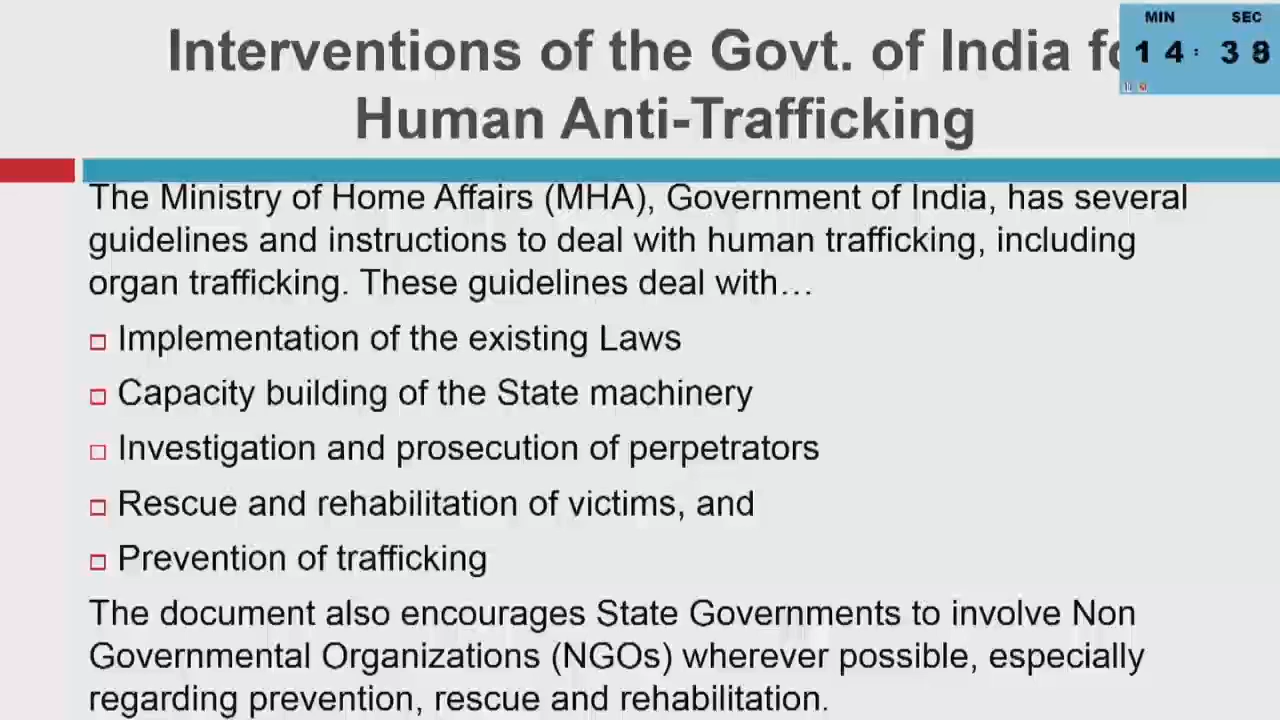 Interventions of the Govt. of India
Human Anti-Trafficking
MIN SEC
14:38
The Ministry of Home Affairs (MHA), Government of India, has several
guidelines and instructions to deal with human trafficking, including
organ trafficking. These guidelines deal with…
Implementation of the existing Laws
Capacity building of the State machinery
Investigation and prosecution of perpetrators
Rescue and rehabilitation of victims, and
Prevention of trafficking
The document also encourages State Governments to involve Non
Governmental Organizations (NGOs) wherever possible, especially
regarding prevention, rescue and rehabilitation.